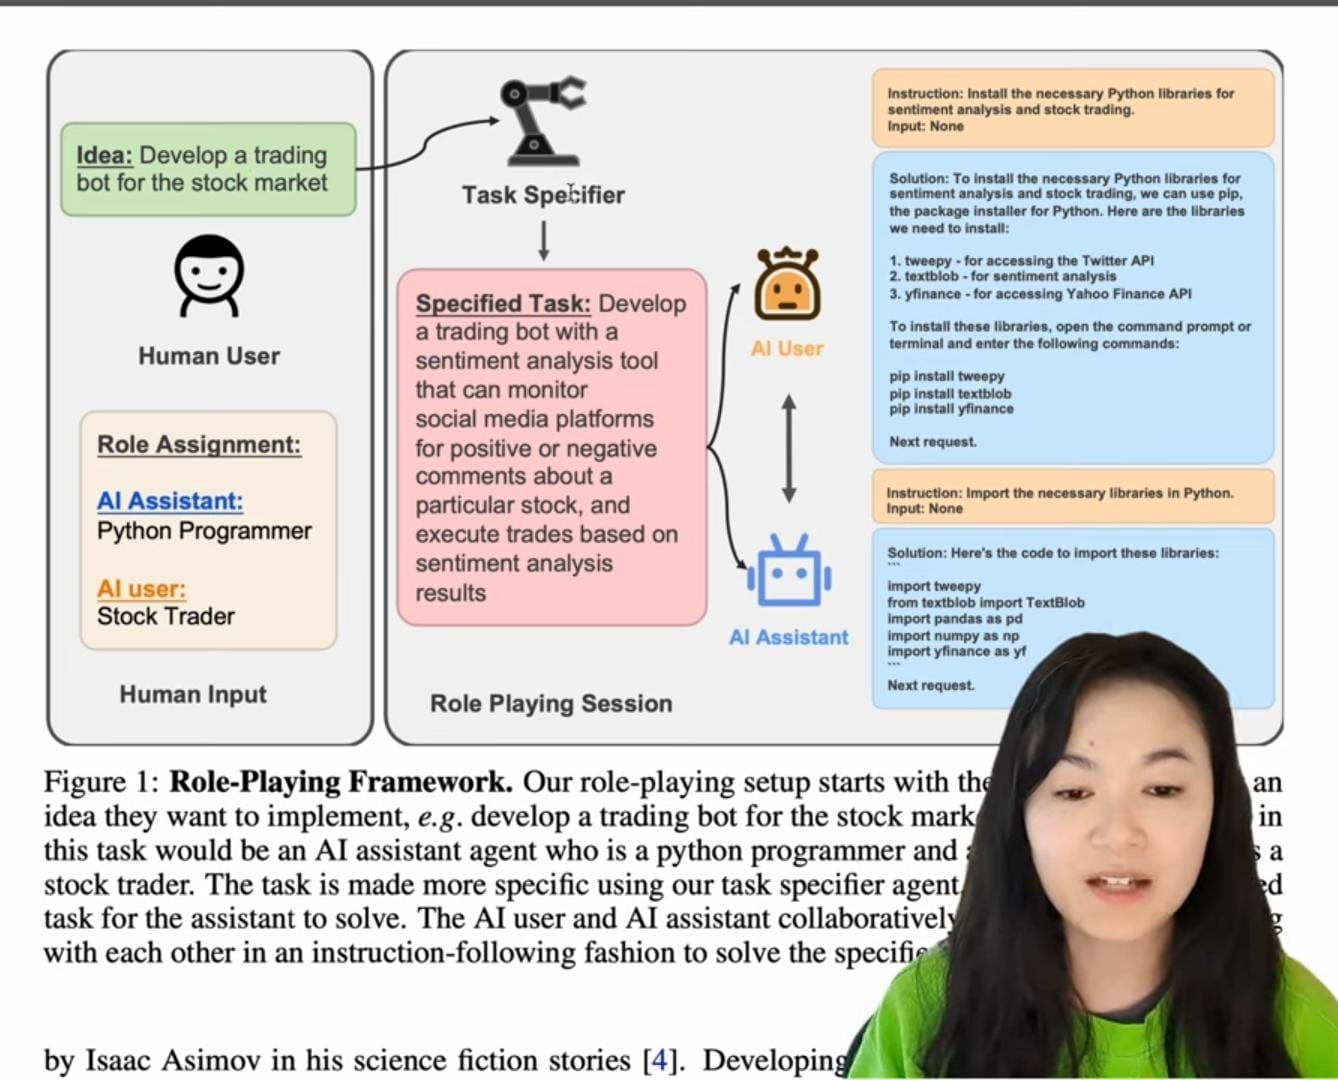 Idea: Develop a trading
bot for the stock market
Human User
Role Assignment:
AI Assistant:
Python Programmer
AI user:
Stock Trader
Human Input
Task Specifier
Specified Task: Develop
a trading bot with a
sentiment analysis tool
that can monitor
social media platforms
for positive or negative
comments about a
particular stock, and
execute trades based on
sentiment analysis
results
Role Playing Session
AI User
AI Assistant
Instruction: Install the necessary Python libraries for
sentiment analysis and stock trading.
Input: None
Solution: To install the necessary Python libraries for
sentiment analysis and stock trading, we can use pip,
the package installer for Python. Here are the libraries
we need to install:
1. tweepy - for accessing the Twitter API
2. textblob - for sentiment analysis
3. yfinance - for accessing Yahoo Finance API
To install these libraries, open the command prompt or
terminal and enter the following commands:
pip install tweepy
pip install textblob
pip install yfinance
Next request.
Instruction: Import the necessary libraries in Python.
Input: None
Solution: Here's the code to import these libraries:
```
import tweepy
from textblob import TextBlob
import pandas as pd
import numpy as np
import yfinance as yf
```
Next request.
Figure 1: Role-Playing Framework. Our role-playing setup starts with the an
idea they want to implement, e.g. develop a trading bot for the stock mark in
this task would be an AI assistant agent who is a python programmer and a
stock trader. The task is made more specific using our task specifier agent
task for the assistant to solve. The AI user and AI assistant collaboratively
with each other in an instruction-following fashion to solve the
by Isaac Asimov in his science fiction stories [4]. Developing